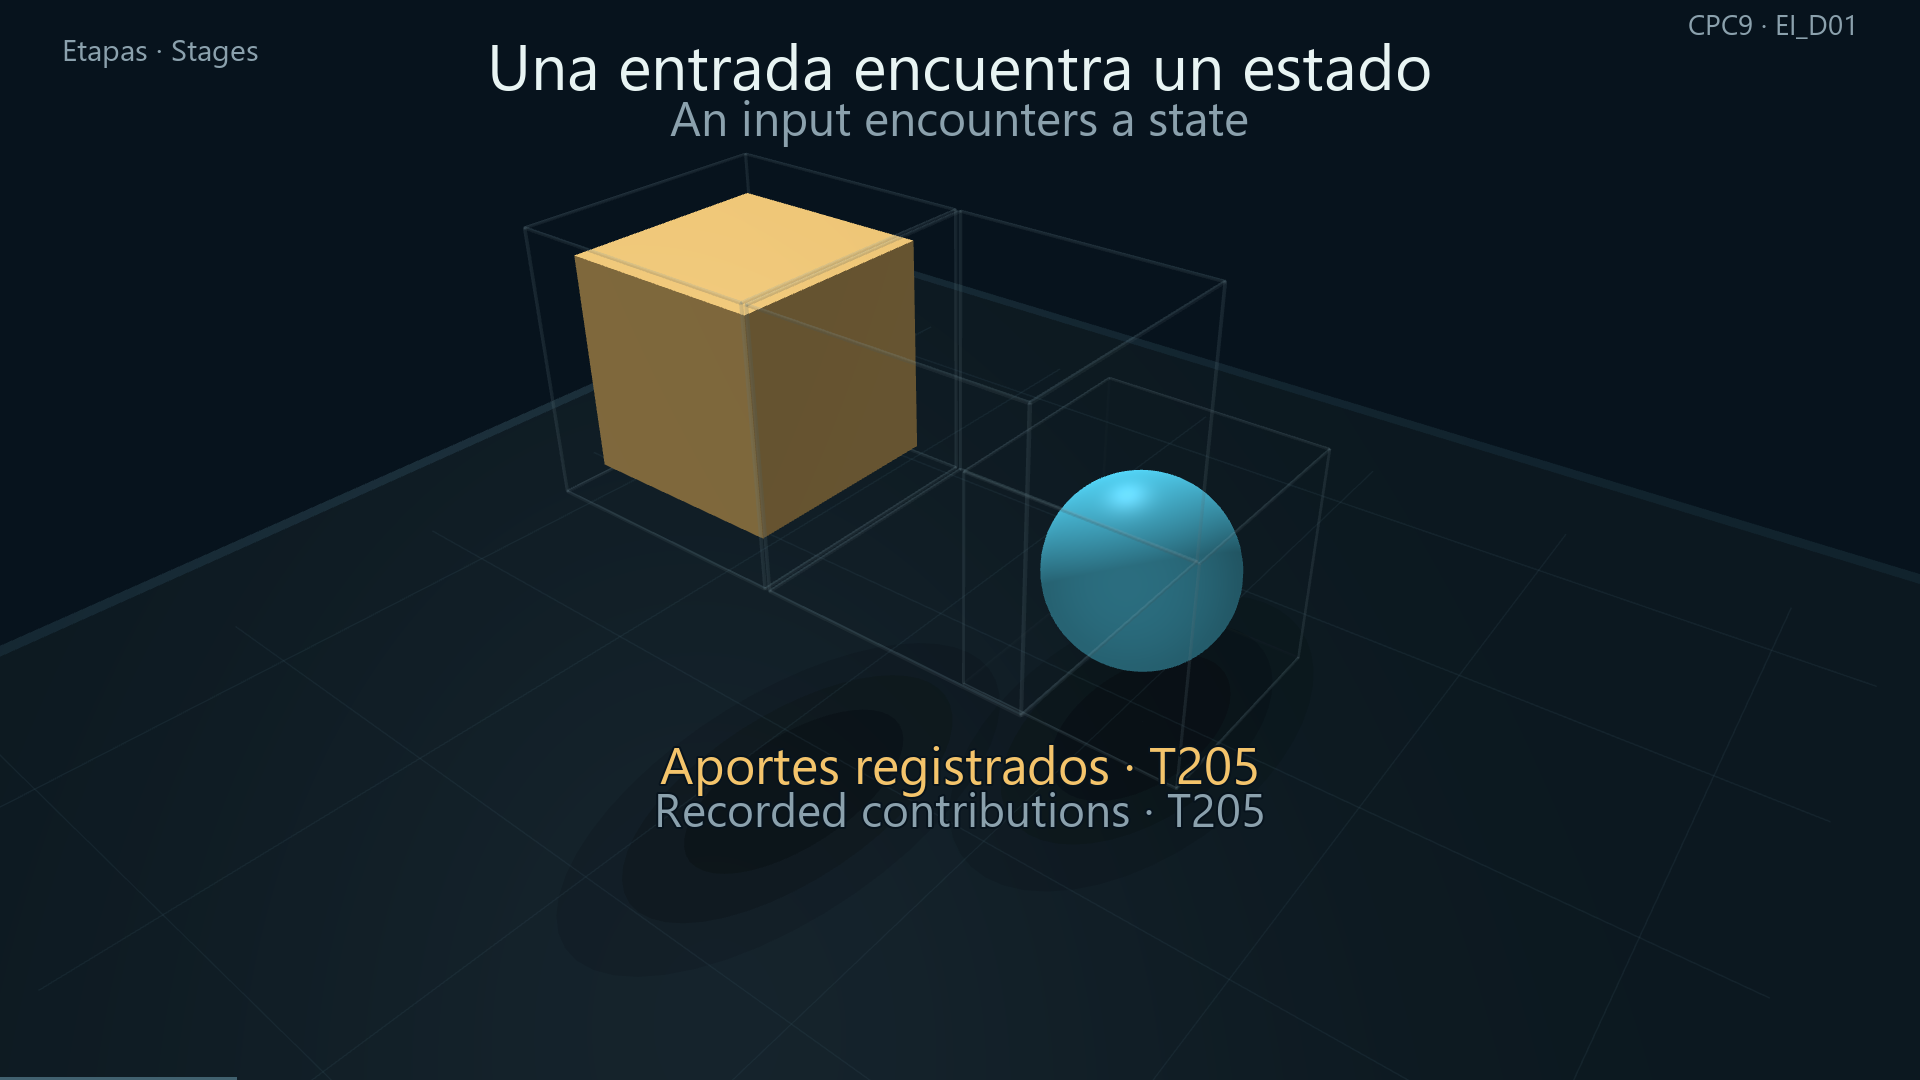 Etapas · Stages
CPC9 · EI_D01
Una entrada encuentra un estado
An input encounters a state
Aportes registrados · T205
Recorded contributions · T205